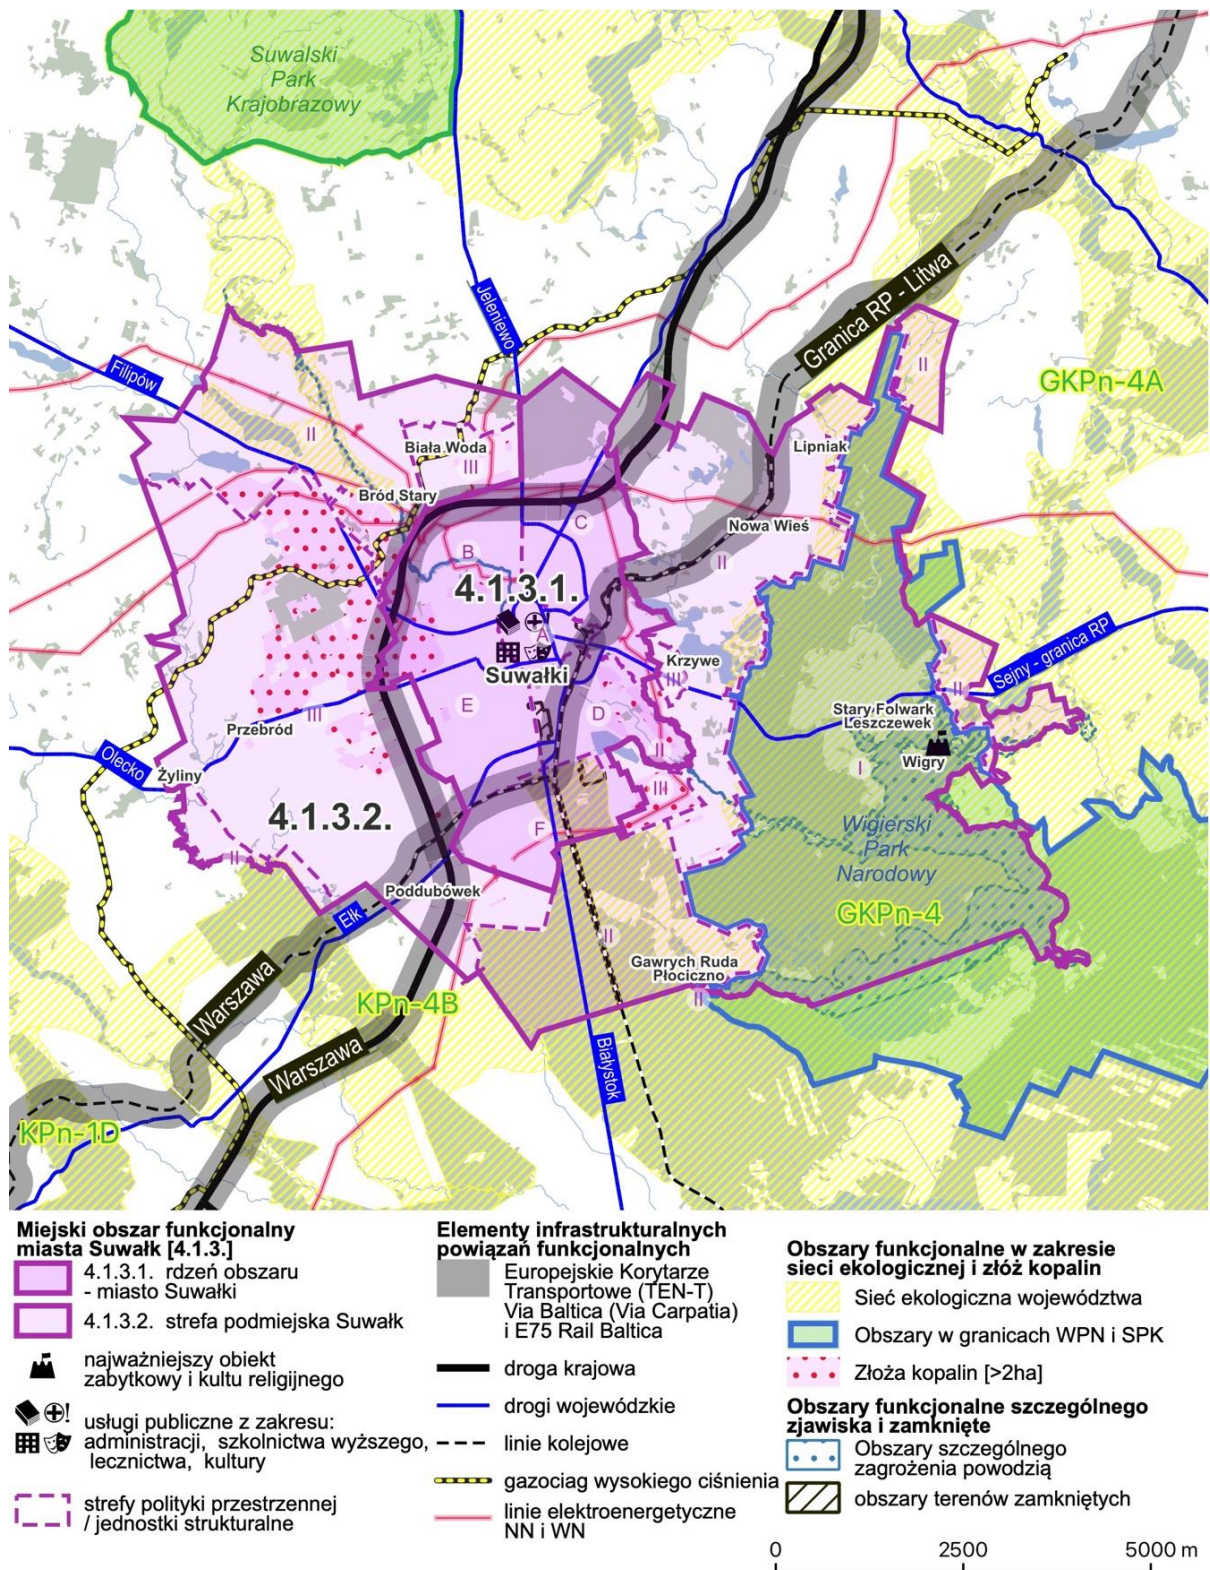 Suwalski
Park
Krajobrazowy
Jeleniewo
Granica RP - Litwa
Filipów
II
GKPn-4A
II
Biała Woda
III
Lipniak
Bród Stary
C
Nowa Wieś
B
II
4.1.3.1.
A
Suwałki
Krzywe
III
Sejny - granica RP
II
E
D
Stary Folwark
Leszczewek
III
Przebród
II
Wigry
Olecko
Żyliny
I
III
4.1.3.2.
F
Wigierski
Park
Narodowy
II
Poddubówek
GKPn-4
Ełk
II
Gawrych Ruda
Płociczno
Warszawa
KPn-4B
II
Warszawa
Białystok
KPn-1D
Miejski obszar funkcjonalny
miasta Suwałk [4.1.3.]
4.1.3.1. rdzeń obszaru
- miasto Suwałki
4.1.3.2. strefa podmiejska Suwałk
najważniejszy obiekt
zabytkowy i kultu religijnego
usługi publiczne z zakresu:
administracji, szkolnictwa wyższego,
lecznictwa, kultury
strefy polityki przestrzennej
/ jednostki strukturalne
Elementy infrastrukturalnych
powiązań funkcjonalnych
Europejskie Korytarze
Transportowe (TEN-T)
Via Baltica (Via Carpatia)
i E75 Rail Baltica
droga krajowa
drogi wojewódzkie
linie kolejowe
gazociag wysokiego ciśnienia
linie elektroenergetyczne
NN i WN
Obszary funkcjonalne w zakresie
sieci ekologicznej i złóż kopalin
Sieć ekologiczna województwa
Obszary w granicach WPN i SPK
Złoża kopalin [>2ha]
Obszary funkcjonalne szczególnego
zjawiska i zamknięte
Obszary szczególnego
zagrożenia powodzią
obszary terenów zamkniętych
0 2500 5000 m